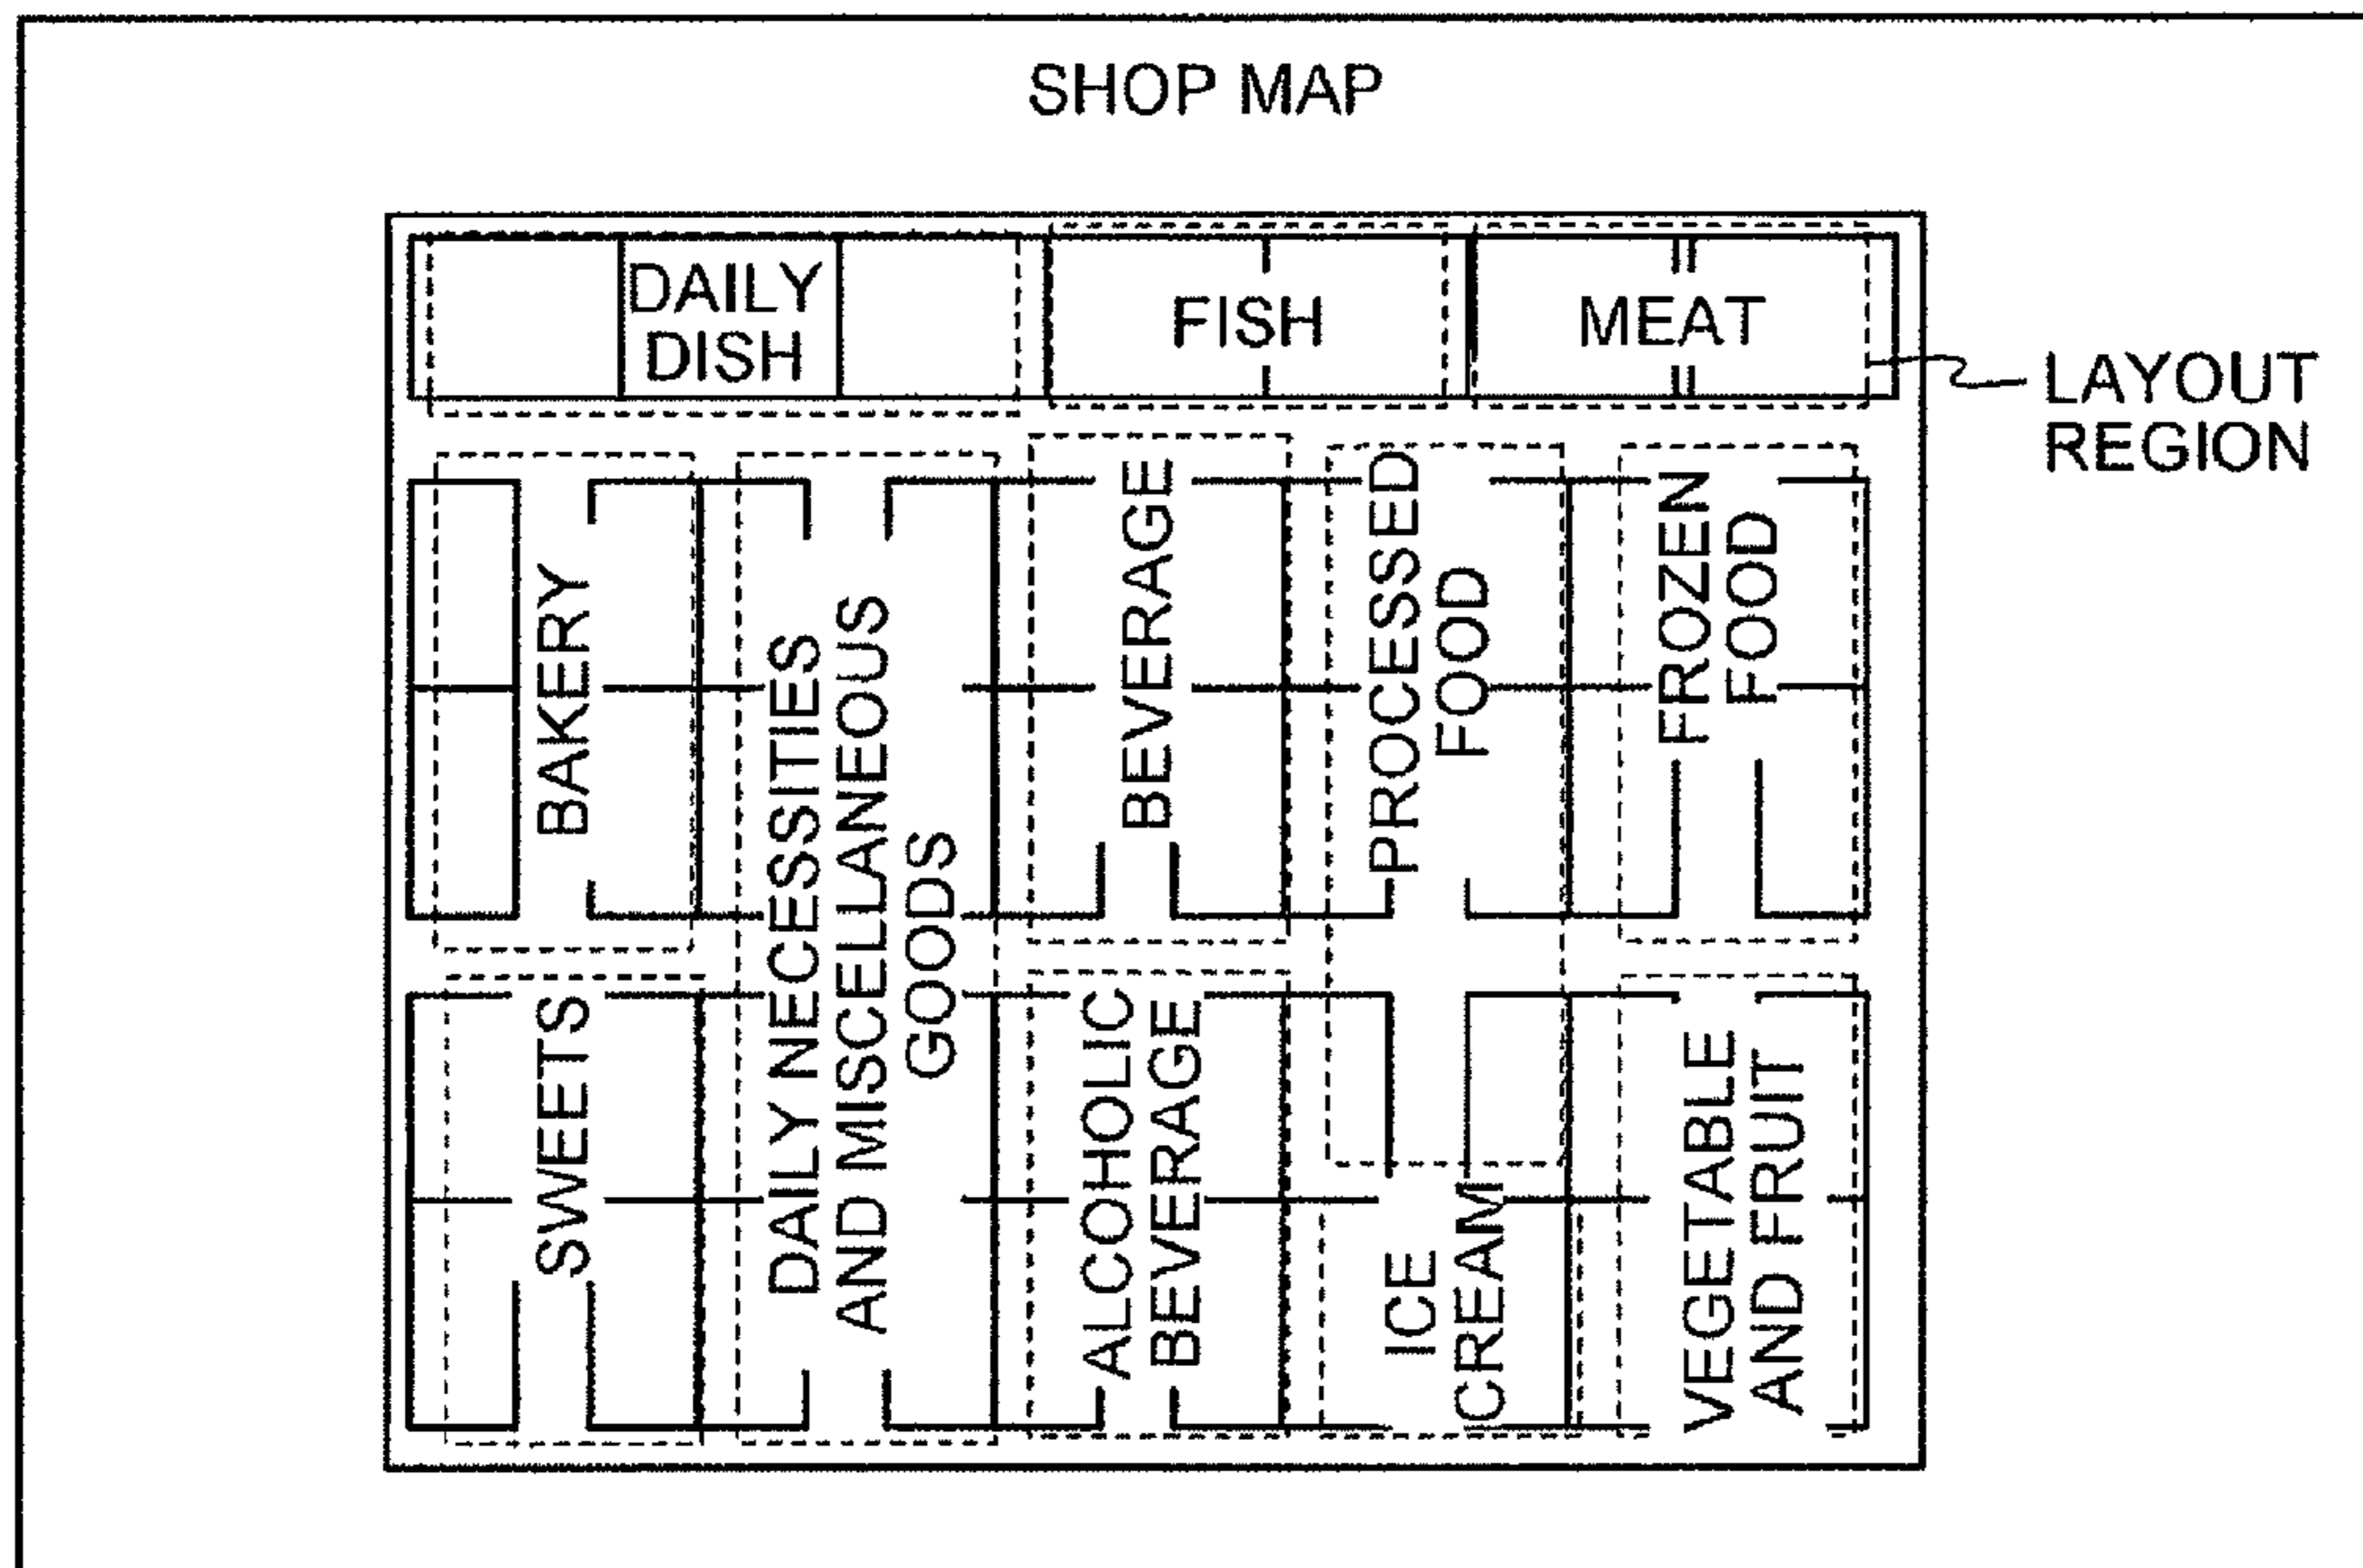 SHOP MAP
DAILY
DISH
FISH
MEAT
LAYOUT
REGION
BAKERY
DAILY NECESSITIES
AND MISCELLANEOUS
GOODS
BEVERAGE
PROCESSED
FOOD
FROZEN
FOOD
SWEETS
ALCOHOLIC
BEVERAGE
ICE
CREAM
VEGETABLE
AND FRUIT